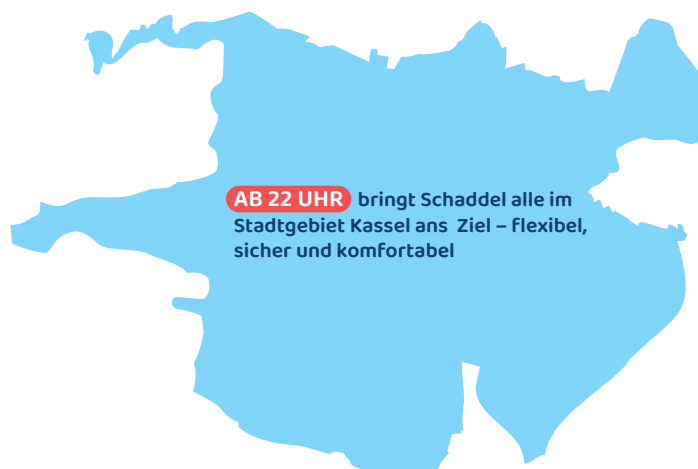 AB 22 UHR bringt Schaddel alle im
Stadtgebiet Kassel ans Ziel – flexibel,
sicher und komfortabel